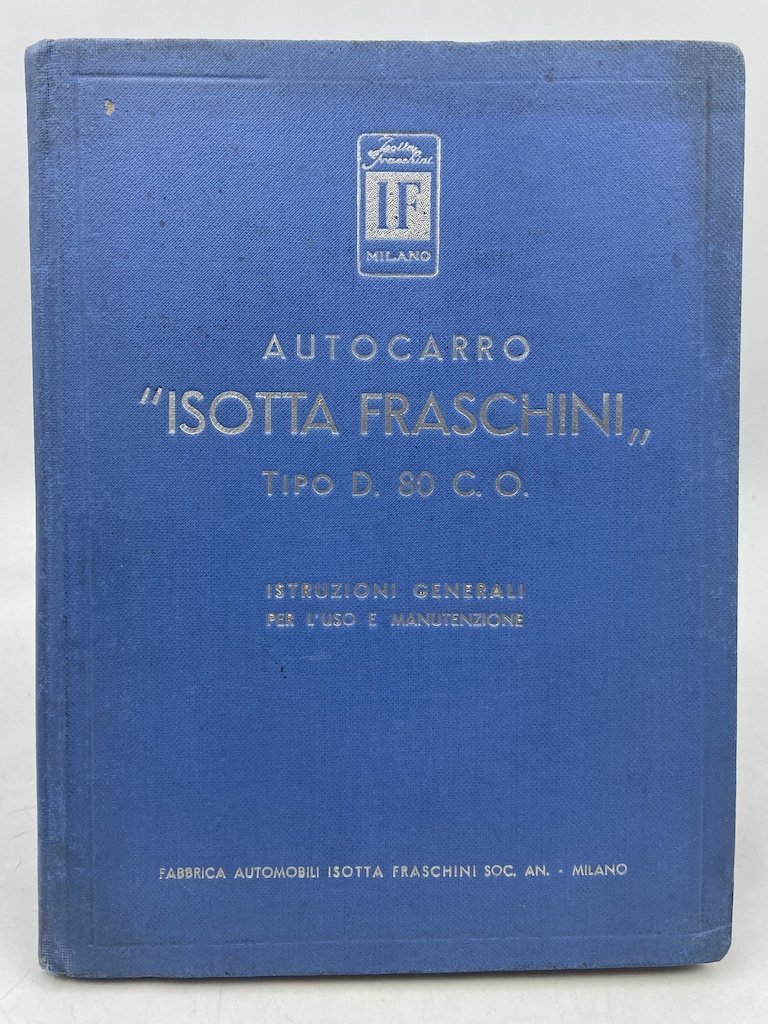 Isotta
Fraschini
IF
MILANO
AUTOCARRO
"ISOTTA FRASCHINI„
TIPO D. 80 C. O.
ISTRUZIONI GENERALI
PER L'USO E MANUTENZIONE
FABBRICA AUTOMOBILI ISOTTA FRASCHINI SOC. AN. - MILANO